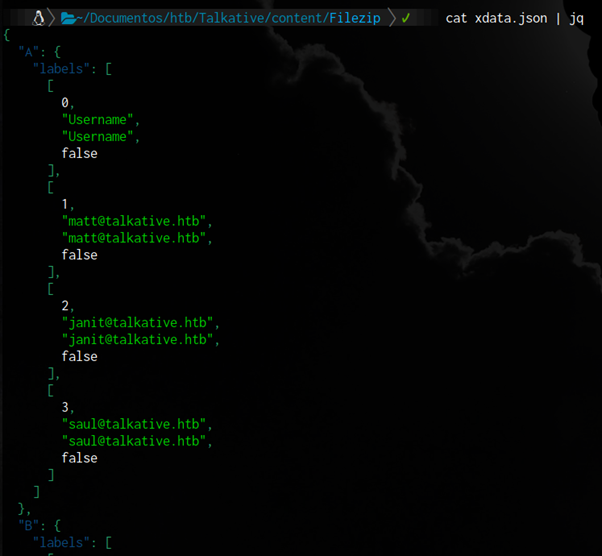 ~/Documentos/htb/Talkative/content/Filezip ✓ cat xdata.json | jq
{
  "A": {
    "labels": [
      [
        0,
        "Username",
        "Username",
        false
      ],
      [
        1,
        "matt@talkative.htb",
        "matt@talkative.htb",
        false
      ],
      [
        2,
        "janit@talkative.htb",
        "janit@talkative.htb",
        false
      ],
      [
        3,
        "saul@talkative.htb",
        "saul@talkative.htb",
        false
      ]
    ]
  },
  "B": {
    "labels": [
      [